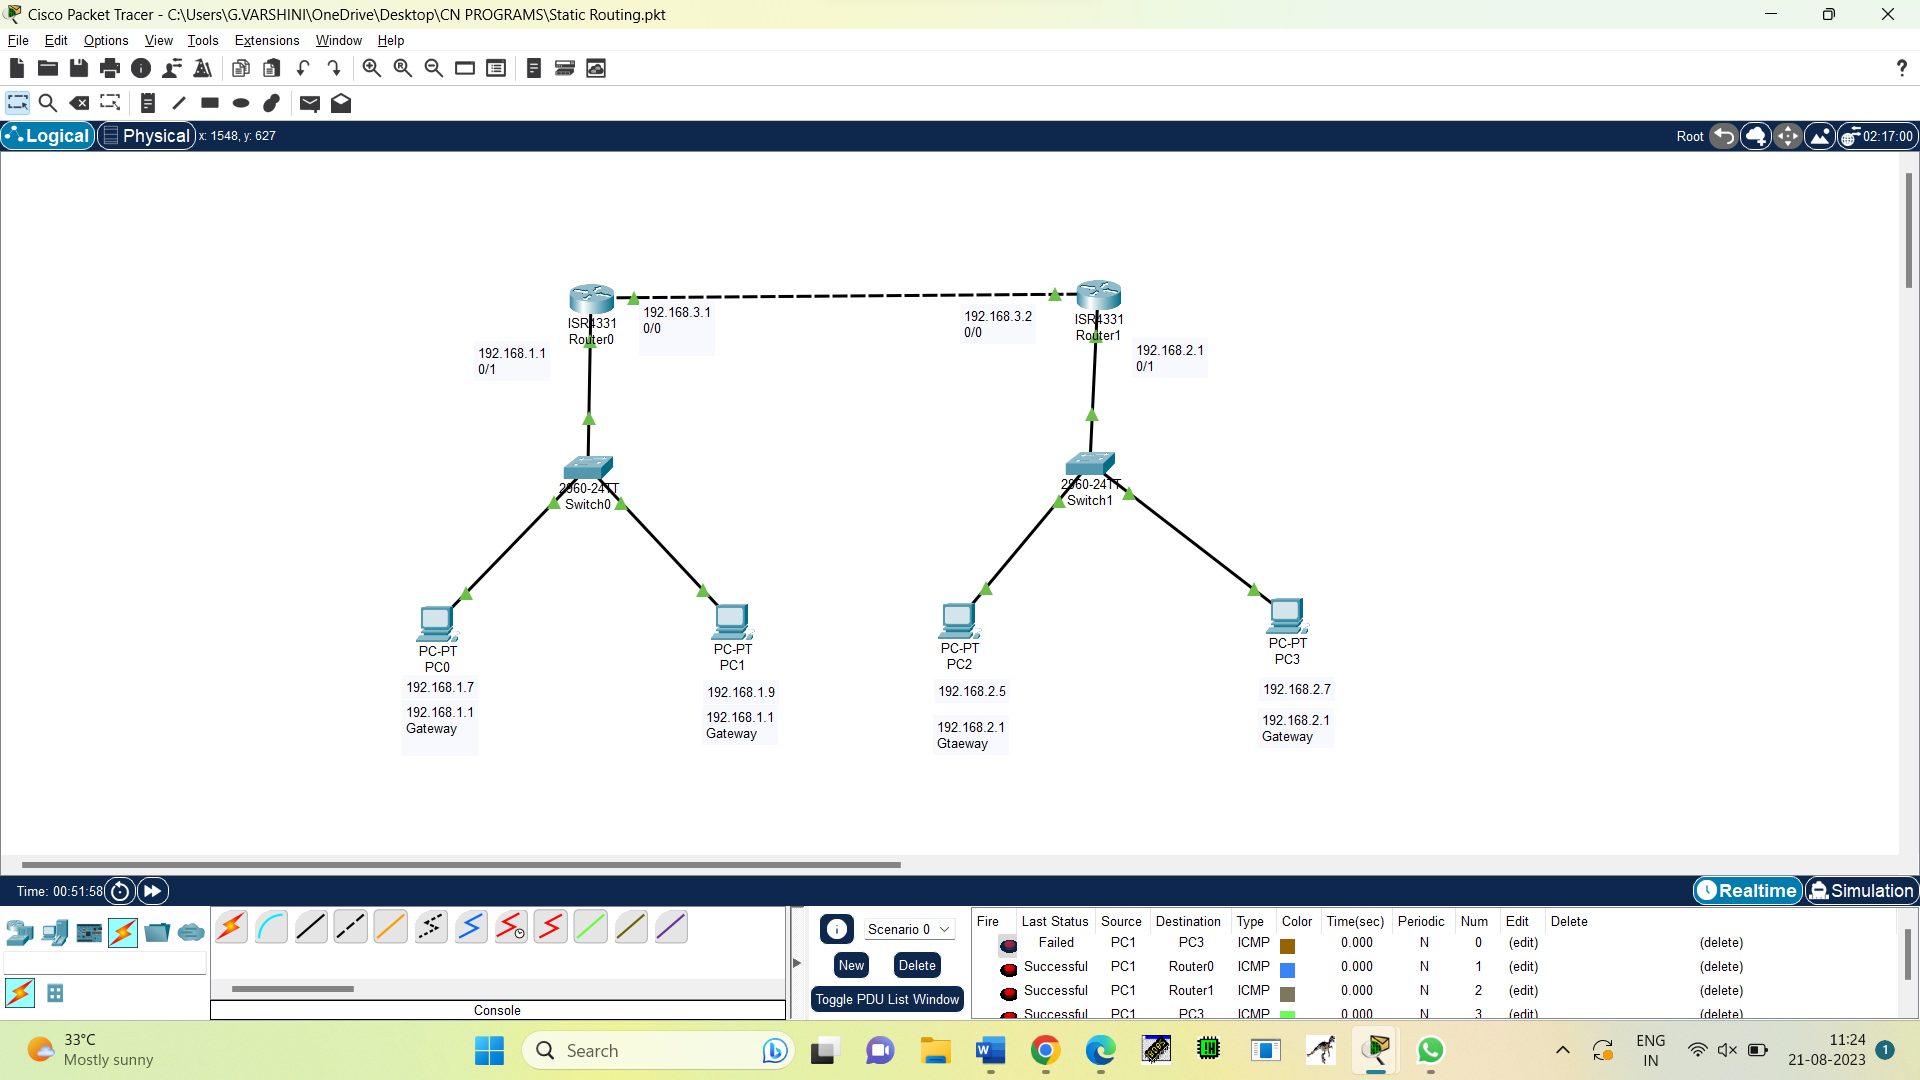 Cisco Packet Tracer - C:\Users\G.VARSHINI\OneDrive\Desktop\CN PROGRAMS\Static Routing.pkt
File Edit Options View Tools Extensions Window Help
?
Logical Physical x: 1548, y: 627 Root 02:17:00
ISR4331
Router0
192.168.3.1
0/0
192.168.1.1
0/1
192.168.3.2
0/0
ISR4331
Router1
192.168.2.1
0/1
2960-24TT
Switch0
2960-24TT
Switch1
PC-PT
PC0
192.168.1.7
192.168.1.1
Gateway
PC-PT
PC1
192.168.1.9
192.168.1.1
Gateway
PC-PT
PC2
192.168.2.5
192.168.2.1
Gtaeway
PC-PT
PC3
192.168.2.7
192.168.2.1
Gateway
Time: 00:51:58 Realtime Simulation
Console
Scenario 0
New Delete
Toggle PDU List Window
Fire Last Status Source Destination Type Color Time(sec) Periodic Num Edit Delete
Failed PC1 PC3 ICMP 0.000 N 0 (edit) (delete)
Successful PC1 Router0 ICMP 0.000 N 1 (edit) (delete)
Successful PC1 Router1 ICMP 0.000 N 2 (edit) (delete)
Successful PC1 PC3 ICMP 0.000 N 3 (edit) (delete)
33°C
Mostly sunny
Search
ENG
IN
11:24
21-08-2023
1